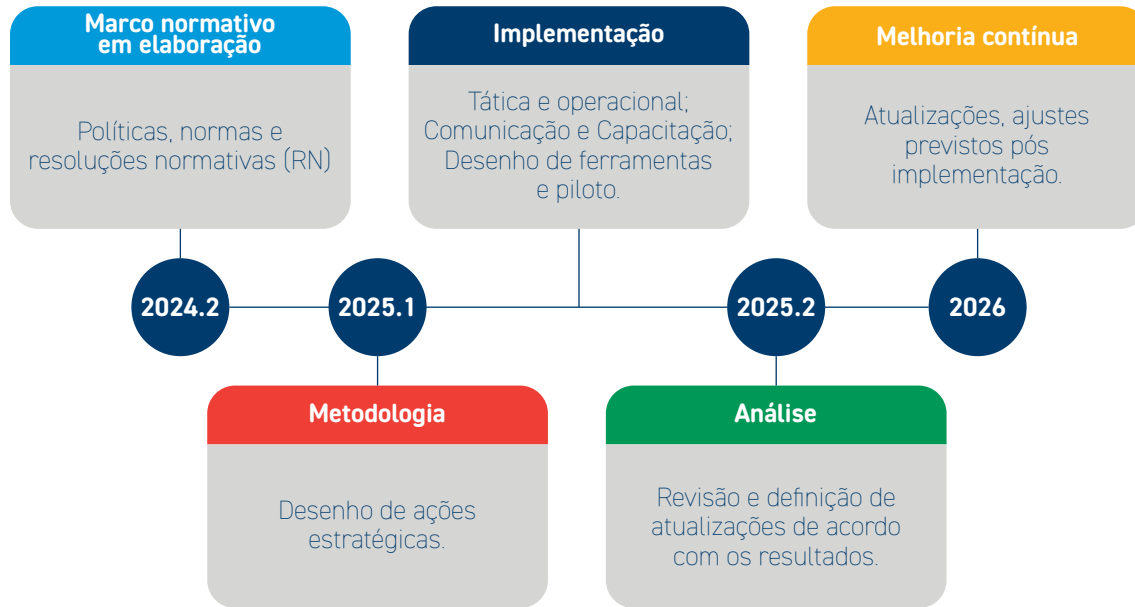 Marco normativo
em elaboração
Políticas, normas e
resoluções normativas (RN)
Implementação
Tática e operacional;
Comunicação e Capacitação;
Desenho de ferramentas
e piloto.
Melhoria contínua
Atualizações, ajustes
previstos pós
implementação.
2024.2
2025.1
2025.2
2026
Metodologia
Desenho de ações
estratégicas.
Análise
Revisão e definição de
atualizações de acordo
com os resultados.